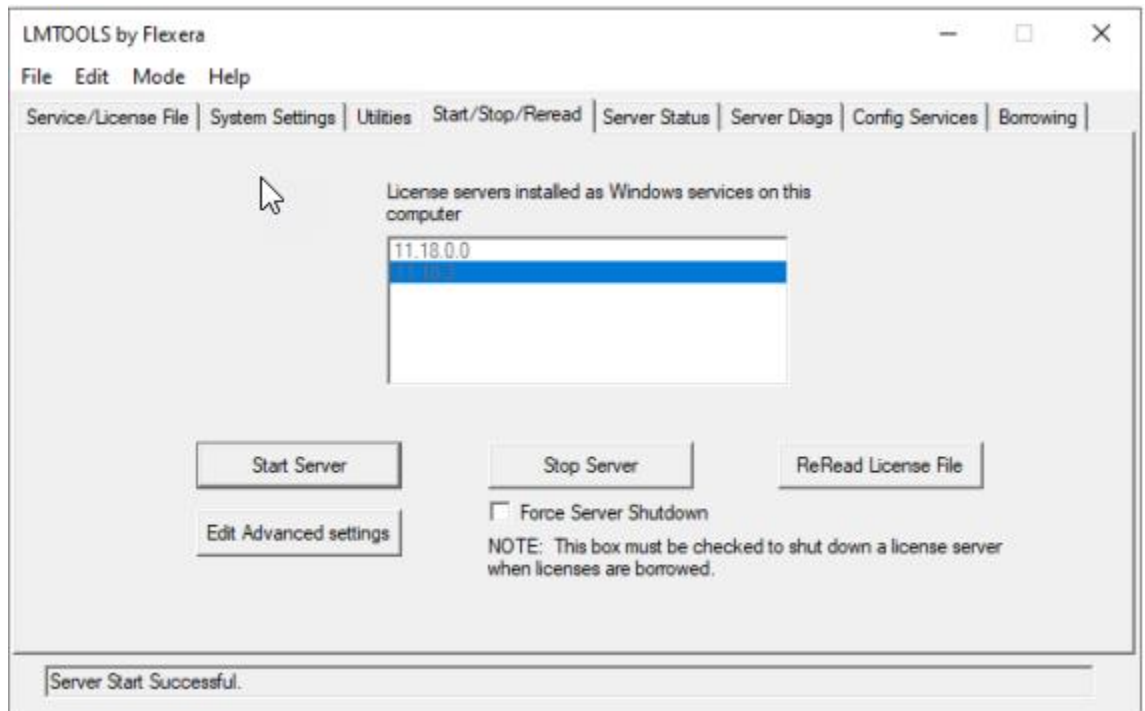 LMTOOLS by Flexera
File Edit Mode Help
Service/License File System Settings Utilities Start/Stop/Reread Server Status Server Diags Config Services Borrowing
License servers installed as Windows services on this
computer
11.18.0.0
Start Server
Stop Server
ReRead License File
Edit Advanced settings
Force Server Shutdown
NOTE: This box must be checked to shut down a license server
when licenses are borrowed.
Server Start Successful.